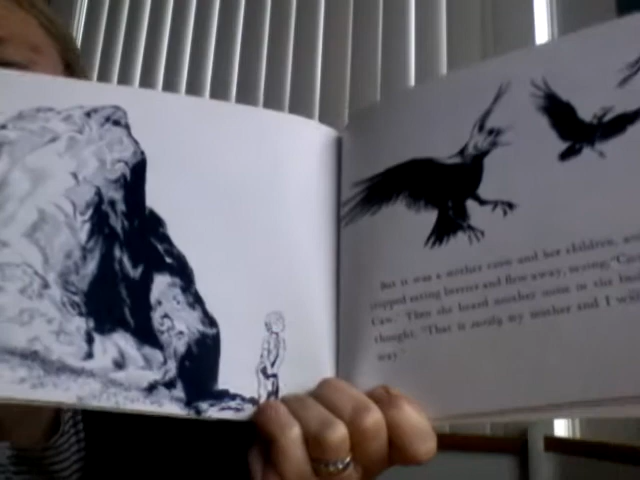 But it was a mother crow and her children, and
stopped eating berries and flew away, saying, "Caw,
Caw." Then she heard another noise in the
thought, "That is surely my mother and I will
way."